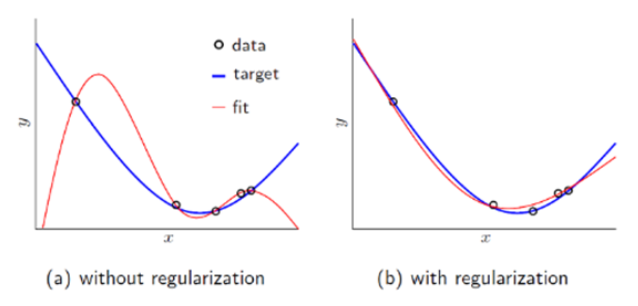 data
target
fit
y
x
y
x
(a) without regularization
(b) with regularization